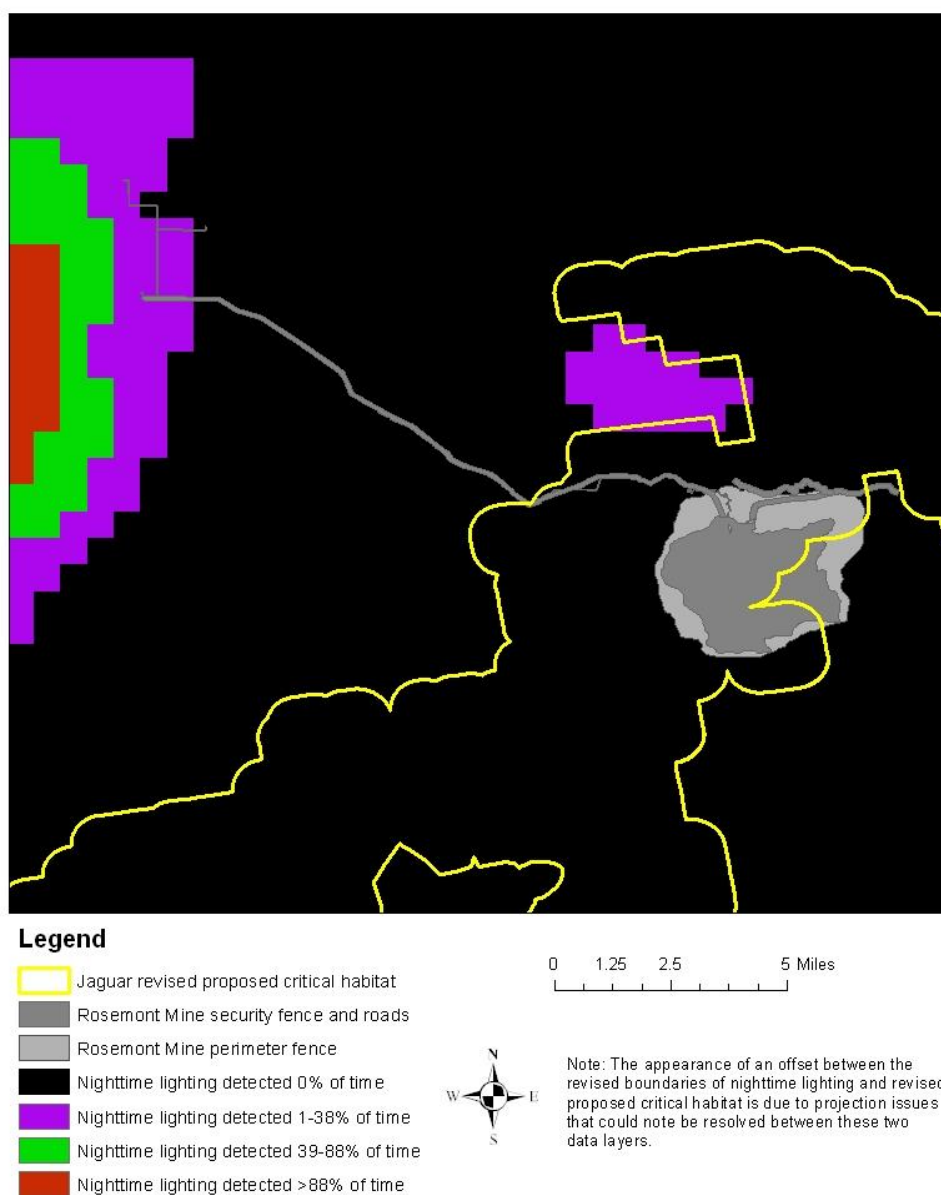 Legend
Jaguar revised proposed critical habitat
Rosemont Mine security fence and roads
Rosemont Mine perimeter fence
Nighttime lighting detected 0% of time
Nighttime lighting detected 1-38% of time
Nighttime lighting detected 39-88% of time
Nighttime lighting detected >88% of time
0 1.25 2.5 5 Miles
N
W E
S
Note: The appearance of an offset between the
revised boundaries of nighttime lighting and revised
proposed critical habitat is due to projection issues
that could note be resolved between these two
data layers.